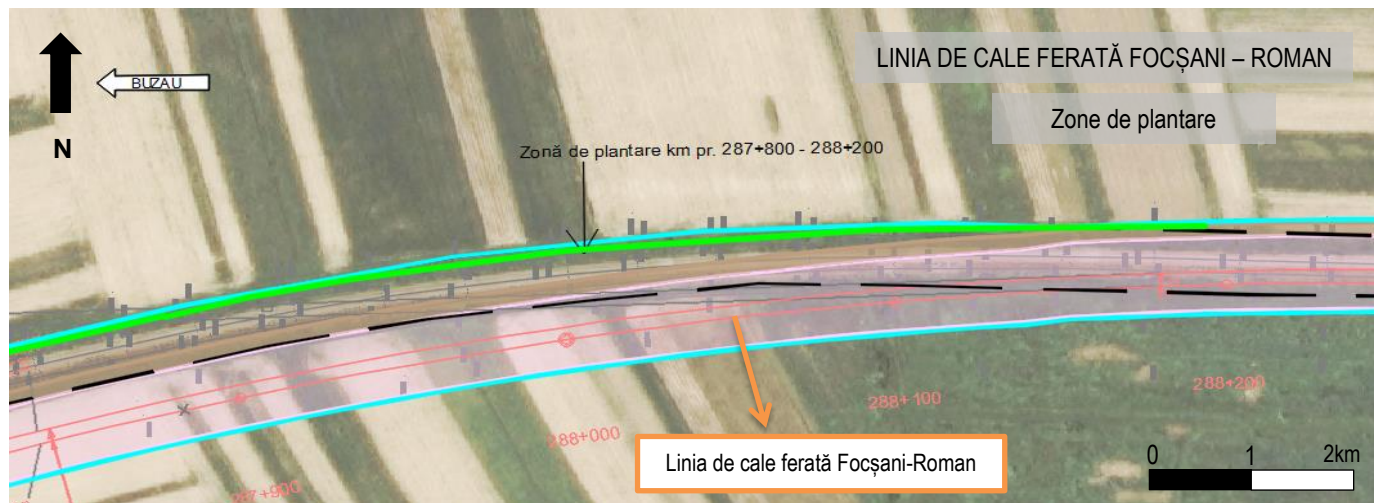 LINIA DE CALE FERATĂ FOCȘANI – ROMAN
BUZAU
Zone de plantare
N
Zonă de plantare km pr. 287+800 - 288+200
288+200
288+100
288+000
Linia de cale ferată Focșani-Roman
0 1 2km
287+900